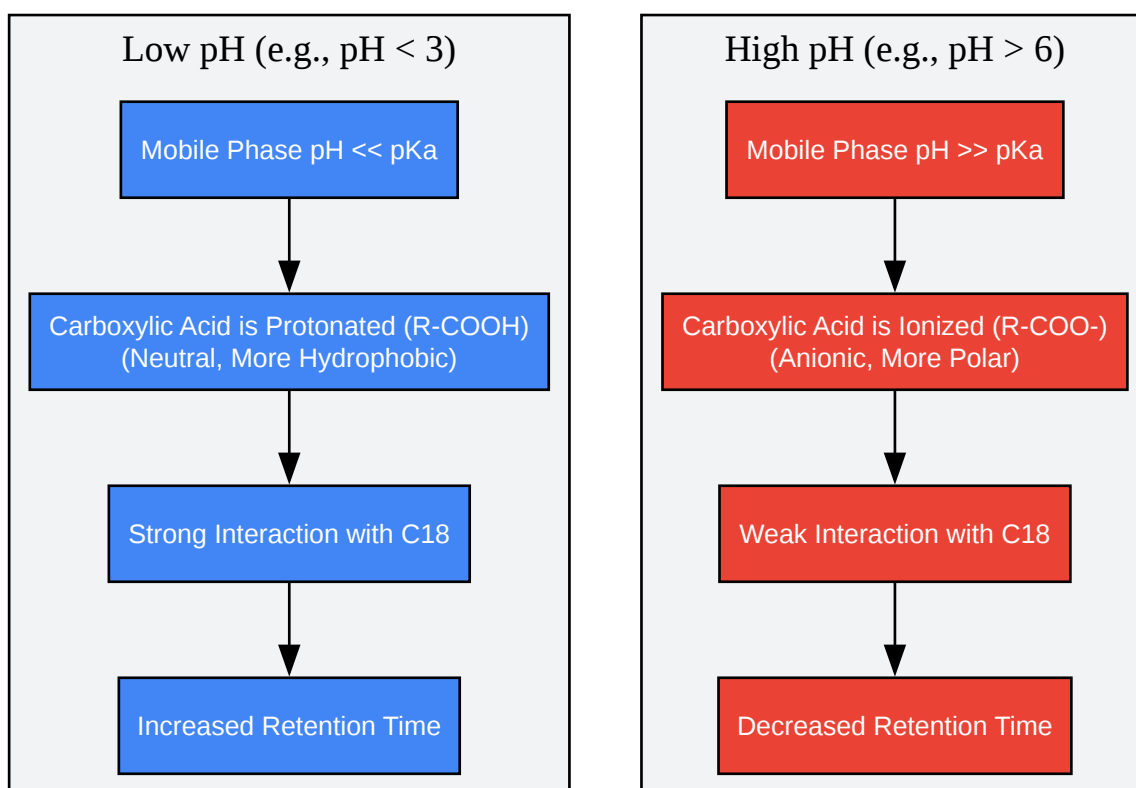 Low pH (e.g., pH < 3)
Mobile Phase pH << pKa
Carboxylic Acid is Protonated (R-COOH)
(Neutral, More Hydrophobic)
Strong Interaction with C18
Increased Retention Time
High pH (e.g., pH > 6)
Mobile Phase pH >> pKa
Carboxylic Acid is Ionized (R-COO-)
(Anionic, More Polar)
Weak Interaction with C18
Decreased Retention Time